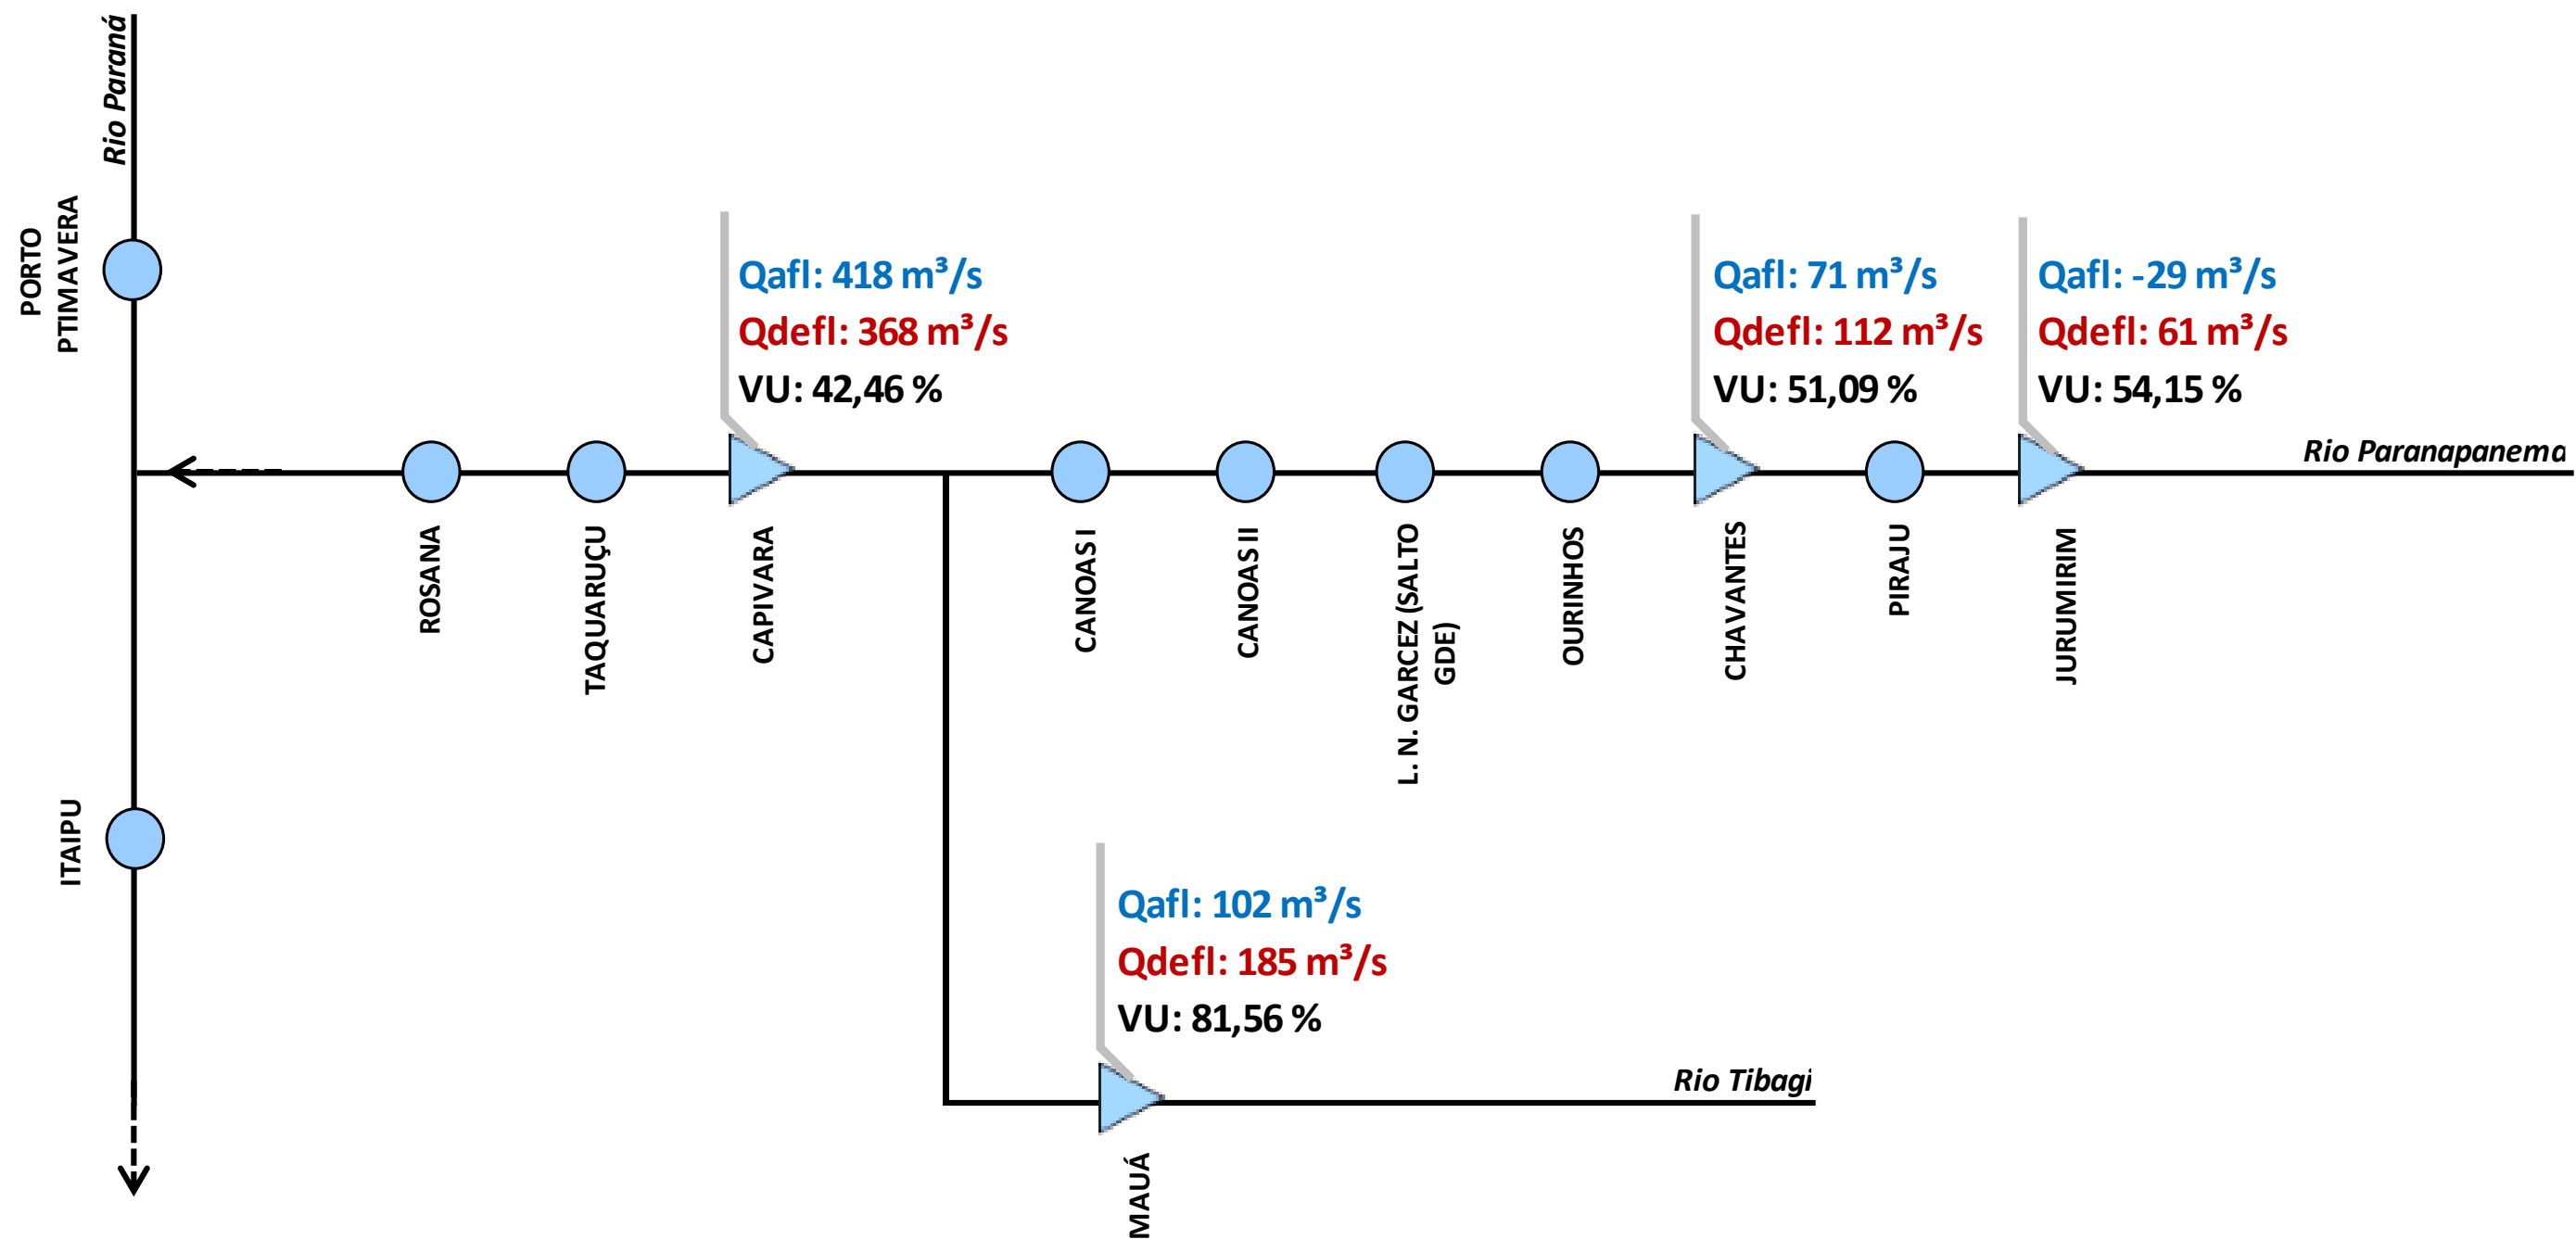 Rio Paraná
PORTO
PTIMAVERA
Qafl: 418 m³/s
Qdefl: 368 m³/s
VU: 42,46 %
Qafl: 71 m³/s
Qdefl: 112 m³/s
VU: 51,09 %
Qafl: -29 m³/s
Qdefl: 61 m³/s
VU: 54,15 %
Rio Paranapanema
ROSANA
TAQUARUÇU
CAPIVARA
CANOAS I
CANOAS II
L. N. GARCEZ (SALTO
GDE)
OURINHOS
CHAVANTES
PIRAJU
JURUMIRIM
ITAIPU
Qafl: 102 m³/s
Qdefl: 185 m³/s
VU: 81,56 %
Rio Tibagi
MAUÁ